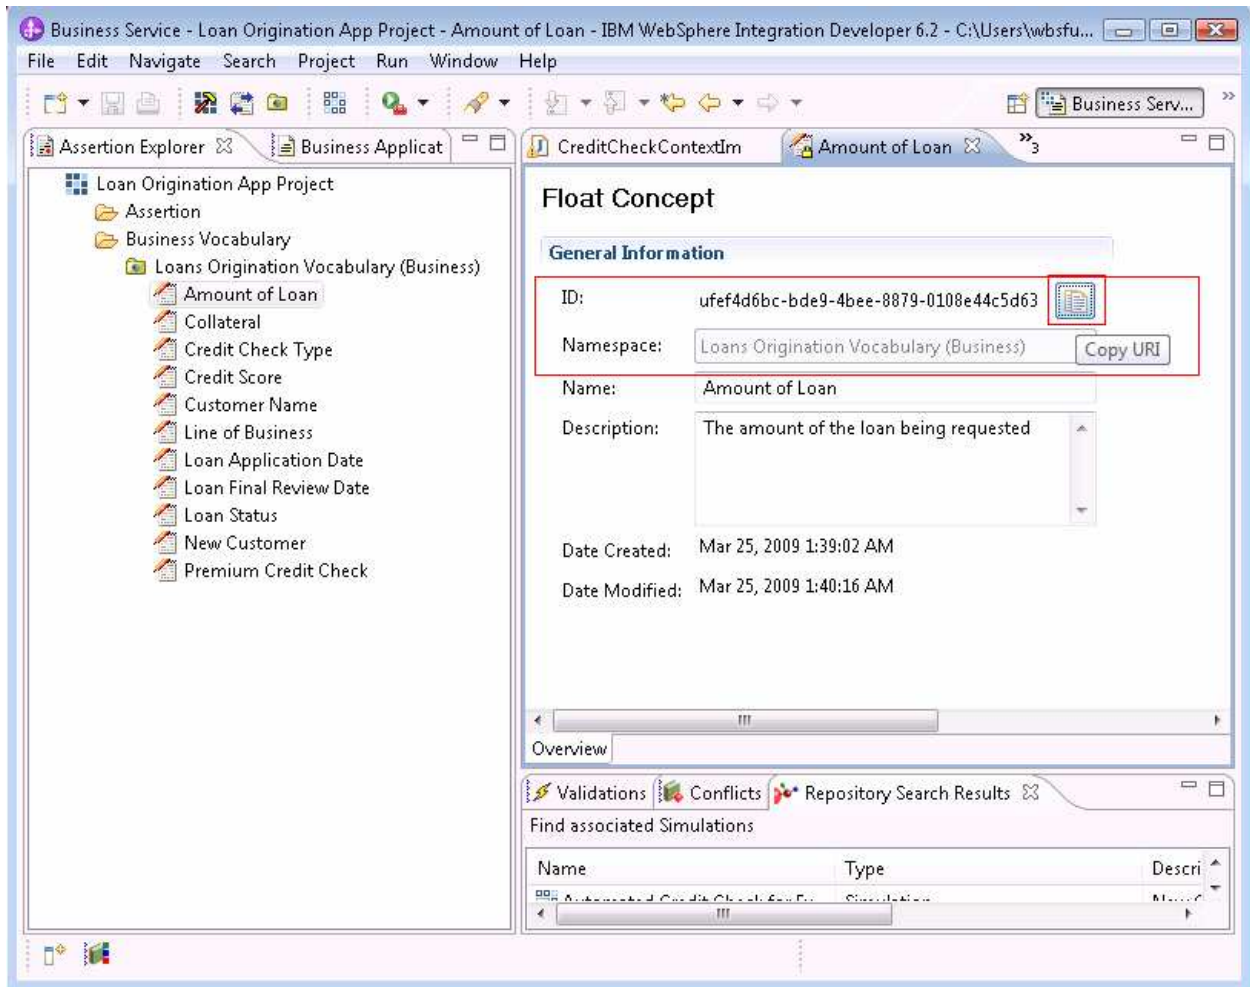 Business Service - Loan Origination App Project - Amount of Loan - IBM WebSphere Integration Developer 6.2 - C:\Users\wbsfu...
File Edit Navigate Search Project Run Window Help
Business Serv...
Assertion Explorer
Business Applicat
CreditCheckContextIm
Amount of Loan
3
Loan Origination App Project
Assertion
Business Vocabulary
Loans Origination Vocabulary (Business)
Amount of Loan
Collateral
Credit Check Type
Credit Score
Customer Name
Line of Business
Loan Application Date
Loan Final Review Date
Loan Status
New Customer
Premium Credit Check
Float Concept
General Information
ID: ufef4d6bc-bde9-4bee-8879-0108e44c5d63
Namespace: Loans Origination Vocabulary (Business)
Copy URI
Name: Amount of Loan
Description: The amount of the loan being requested
Date Created: Mar 25, 2009 1:39:02 AM
Date Modified: Mar 25, 2009 1:40:16 AM
Overview
Validations Conflicts Repository Search Results
Find associated Simulations
Name Type Descri
Automated Credit Check for Simulation